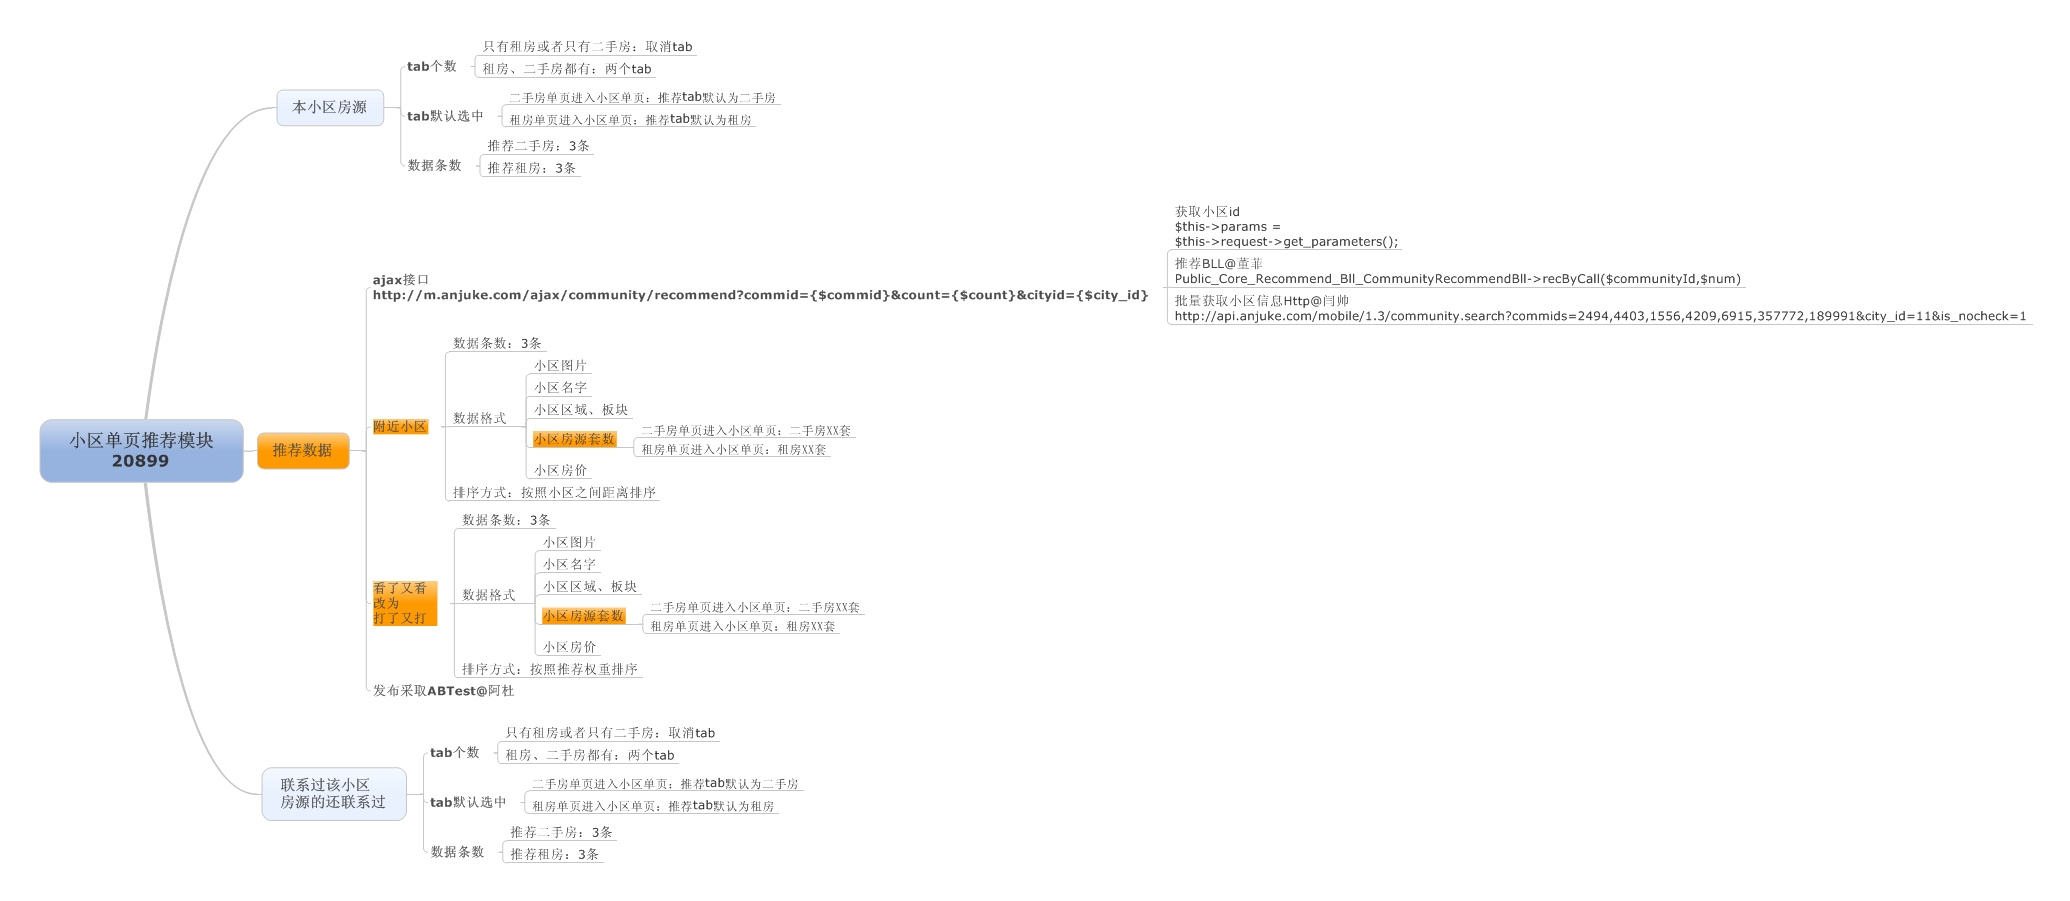 小区单页推荐模块
20899
本小区房源
tab个数
只有租房或者只有二手房：取消tab
租房、二手房都有：两个tab
tab默认选中
二手房单页进入小区单页：推荐tab默认为二手房
租房单页进入小区单页：推荐tab默认为租房
数据条数
推荐二手房：3条
推荐租房：3条
推荐数据
ajax接口
http://m.anjuke.com/ajax/community/recommend?commid={$commid}&count={$count}&cityid={$city_id}
获取小区id
$this->params =
$this->request->get_parameters();
推荐BLL@董菲
Public_Core_Recommend_Bll_CommunityRecommendBll->recByCall($communityId,$num)
批量获取小区信息Http@闫帅
http://api.anjuke.com/mobile/1.3/community.search?commids=2494,4403,1556,4209,6915,357772,189991&city_id=11&is_nocheck=1
附近小区
数据条数：3条
数据格式
小区图片
小区名字
小区区域、板块
小区房源套数
二手房单页进入小区单页：二手房XX套
租房单页进入小区单页：租房XX套
小区房价
排序方式：按照小区之间距离排序
看了又看
改为
打了又打
数据条数：3条
数据格式
小区图片
小区名字
小区区域、板块
小区房源套数
二手房单页进入小区单页：二手房XX套
租房单页进入小区单页：租房XX套
小区房价
排序方式：按照推荐权重排序
发布采取ABTest@阿杜
联系过该小区
房源的还联系过
tab个数
只有租房或者只有二手房：取消tab
租房、二手房都有：两个tab
tab默认选中
二手房单页进入小区单页：推荐tab默认为二手房
租房单页进入小区单页：推荐tab默认为租房
数据条数
推荐二手房：3条
推荐租房：3条